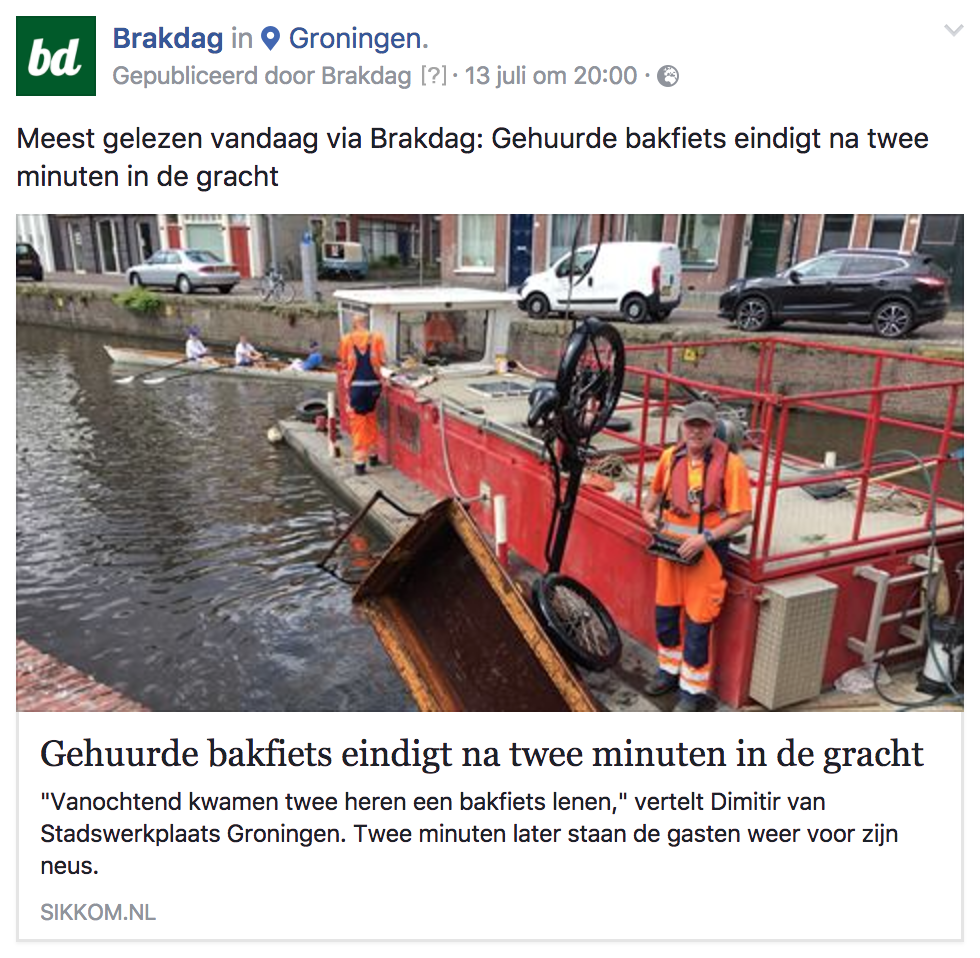 bd
Brakdag in Groningen.
Gepubliceerd door Brakdag [?] · 13 juli om 20:00 ·
Meest gelezen vandaag via Brakdag: Gehuurde bakfiets eindigt na twee
minuten in de gracht
Gehuurde bakfiets eindigt na twee minuten in de gracht
"Vanochtend kwamen twee heren een bakfiets lenen," vertelt Dimitir van
Stadswerkplaats Groningen. Twee minuten later staan de gasten weer voor zijn
neus.
SIKKOM.NL